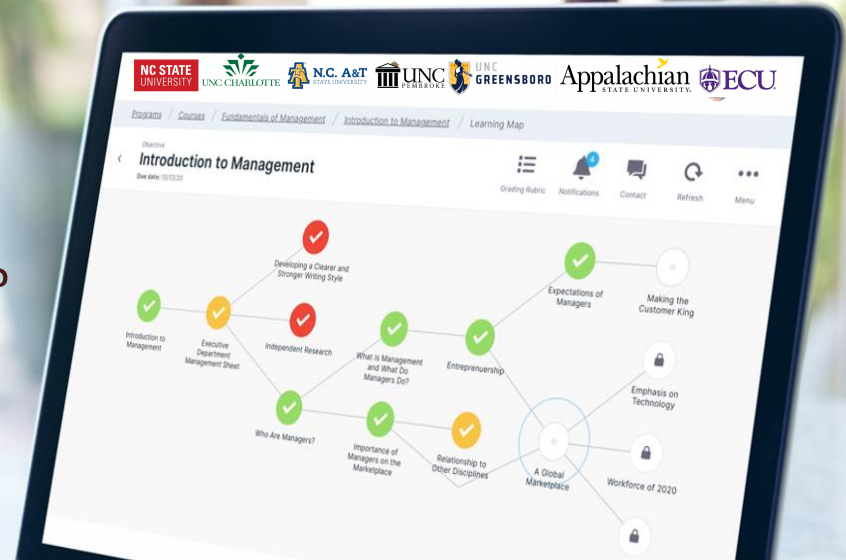 NC STATE
UNIVERSITY
UNC CHARLOTTE
N.C. A&T
STATE UNIVERSITY
UNC
PEMBROKE
UNC
GREENSBORO
Appalachian
STATE UNIVERSITY.
ECU
Programs / Courses / Fundamentals of Management / Introduction to Management / Learning Map
Objective
Introduction to Management
Due date: 10/13/20
Grading Rubric
4
Notifications
Contact
Refresh
Menu
Developing a Clearer and
Stronger Writing Style
Expectations of
Managers
Making the
Customer King
Introduction to
Management
Executive
Department
Management Sheet
Independent Research
What is Management
and What Do
Managers Do?
Entreprenuership
Emphasis on
Technology
Who Are Managers?
Importance of
Managers on the
Marketplace
Relationship to
Other Disciplines
A Global
Marketplace
Workforce of 2020